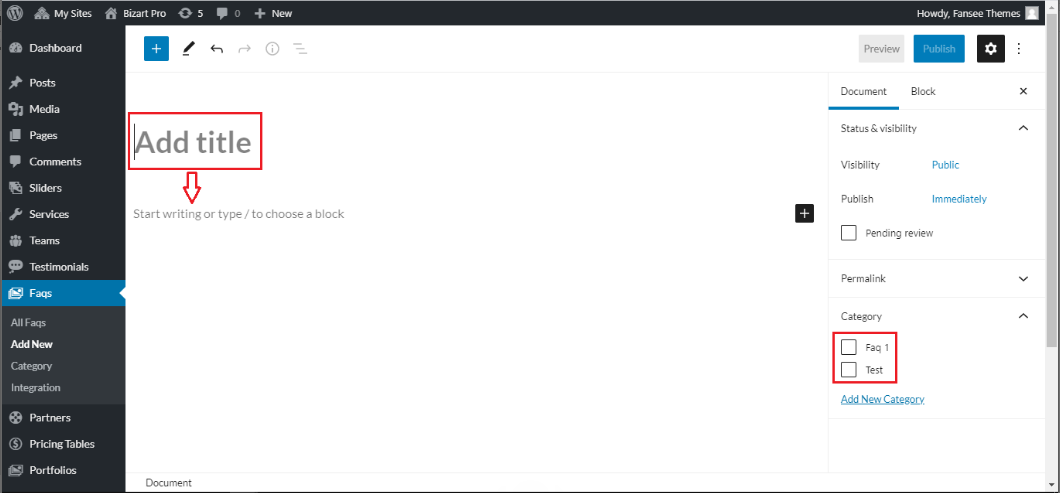 My Sites Bizart Pro 5 0 New Howdy, Fansee Themes
Dashboard
Posts
Media
Pages
Comments
Sliders
Services
Teams
Testimonials
Faqs
All Faqs
Add New
Category
Integration
Partners
Pricing Tables
Portfolios
Preview Publish
Add title
Start writing or type / to choose a block
Document Block
Status & visibility
Visibility Public
Publish Immediately
Pending review
Permalink
Category
Faq 1
Test
Add New Category
Document